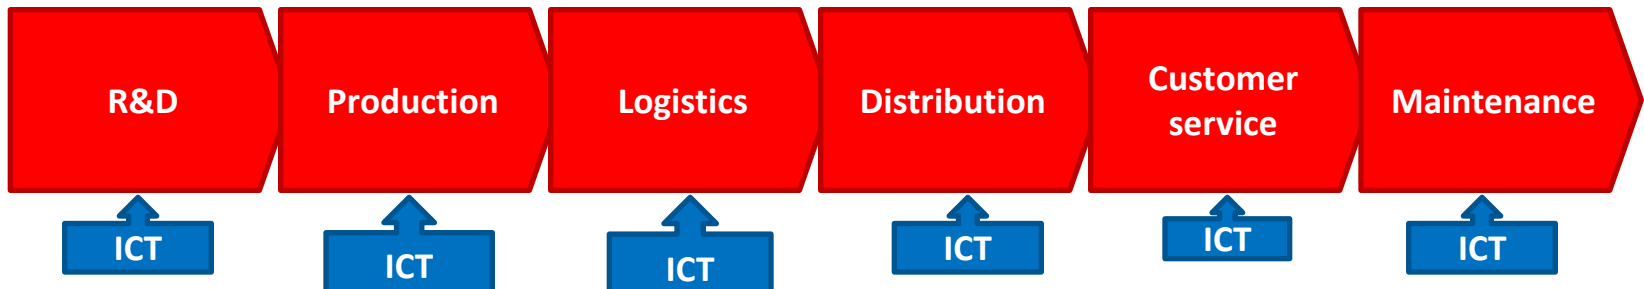 R&D
Production
Logistics
Distribution
Customer
service
Maintenance
ICT
ICT
ICT
ICT
ICT
ICT